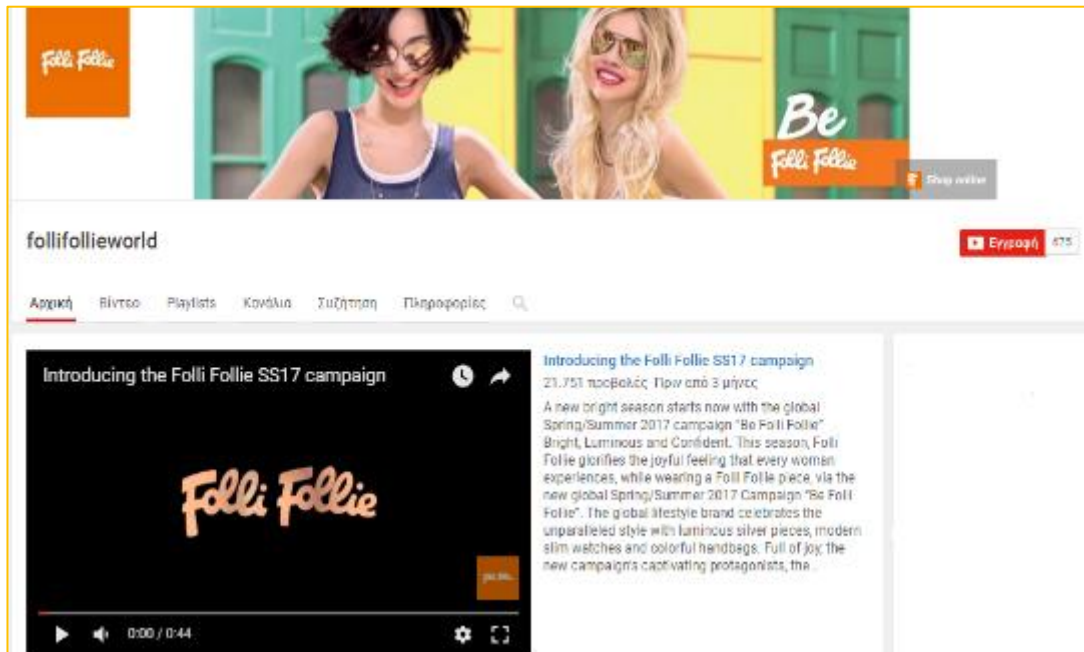 Folli Follie
Be
Folli Follie
Shop online
follifollieworld
Εγγραφή 675
Αρχική Βίντεο Playlists Κανάλια Συζήτηση Πληροφορίες
Introducing the Folli Follie SS17 campaign
Folli Follie
0:00 / 0:44
Introducing the Folli Follie SS17 campaign
21.751 προβολές Πριν από 3 μήνες
A new bright season starts now with the global
Spring/Summer 2017 campaign "Be Folli Follie"
Bright, Luminous and Confident. This season, Folli
Follie glorifies the joyful feeling that every woman
experiences, while wearing a Folli Follie piece, via the
new global Spring/Summer 2017 Campaign "Be Folli
Follie". The global lifestyle brand celebrates the
unparalleled style with luminous silver pieces, modern
slim watches and colorful handbags. Full of joy, the
new campaign's captivating protagonists, the...